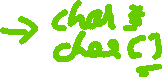 → char *
char []